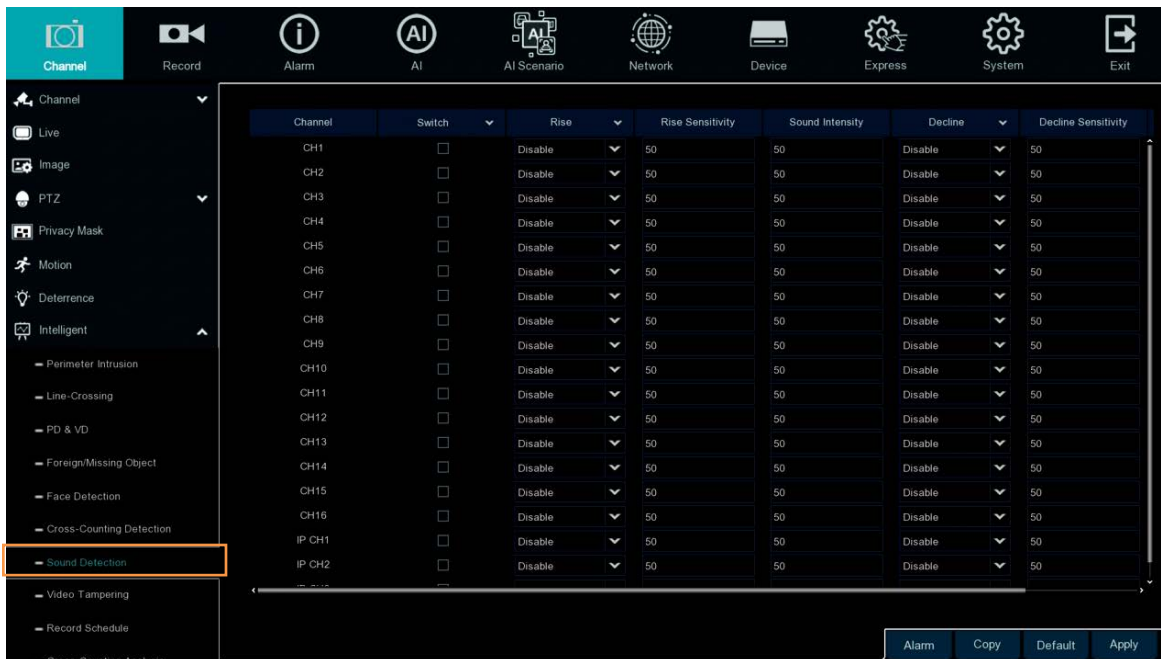 Channel Record Alarm AI AI Scenario Network Device Express System Exit
Channel
Live
Image
PTZ
Privacy Mask
Motion
Deterrence
Intelligent
Perimeter Intrusion
Line-Crossing
PD & VD
Foreign/Missing Object
Face Detection
Cross-Counting Detection
Sound Detection
Video Tampering
Record Schedule
Channel Switch Rise Rise Sensitivity Sound Intensity Decline Decline Sensitivity
CH1 Disable 50 50 Disable 50
CH2 Disable 50 50 Disable 50
CH3 Disable 50 50 Disable 50
CH4 Disable 50 50 Disable 50
CH5 Disable 50 50 Disable 50
CH6 Disable 50 50 Disable 50
CH7 Disable 50 50 Disable 50
CH8 Disable 50 50 Disable 50
CH9 Disable 50 50 Disable 50
CH10 Disable 50 50 Disable 50
CH11 Disable 50 50 Disable 50
CH12 Disable 50 50 Disable 50
CH13 Disable 50 50 Disable 50
CH14 Disable 50 50 Disable 50
CH15 Disable 50 50 Disable 50
CH16 Disable 50 50 Disable 50
IP CH1 Disable 50 50 Disable 50
IP CH2 Disable 50 50 Disable 50
Alarm Copy Default Apply